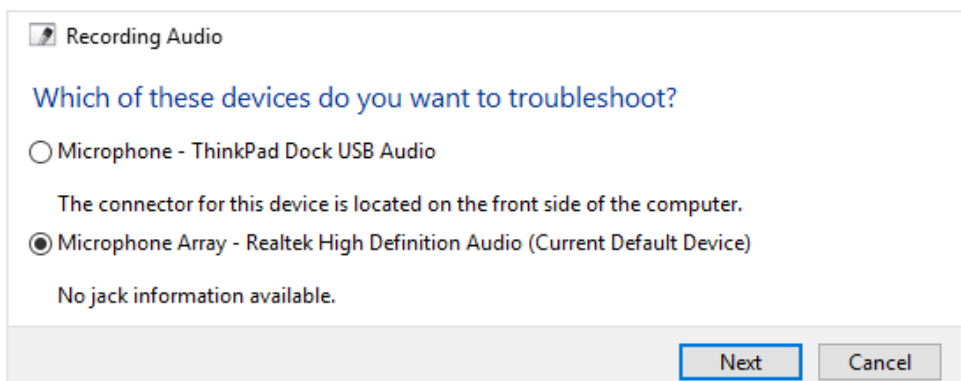 Recording Audio
Which of these devices do you want to troubleshoot?
Microphone - ThinkPad Dock USB Audio
The connector for this device is located on the front side of the computer.
Microphone Array - Realtek High Definition Audio (Current Default Device)
No jack information available.
Next Cancel